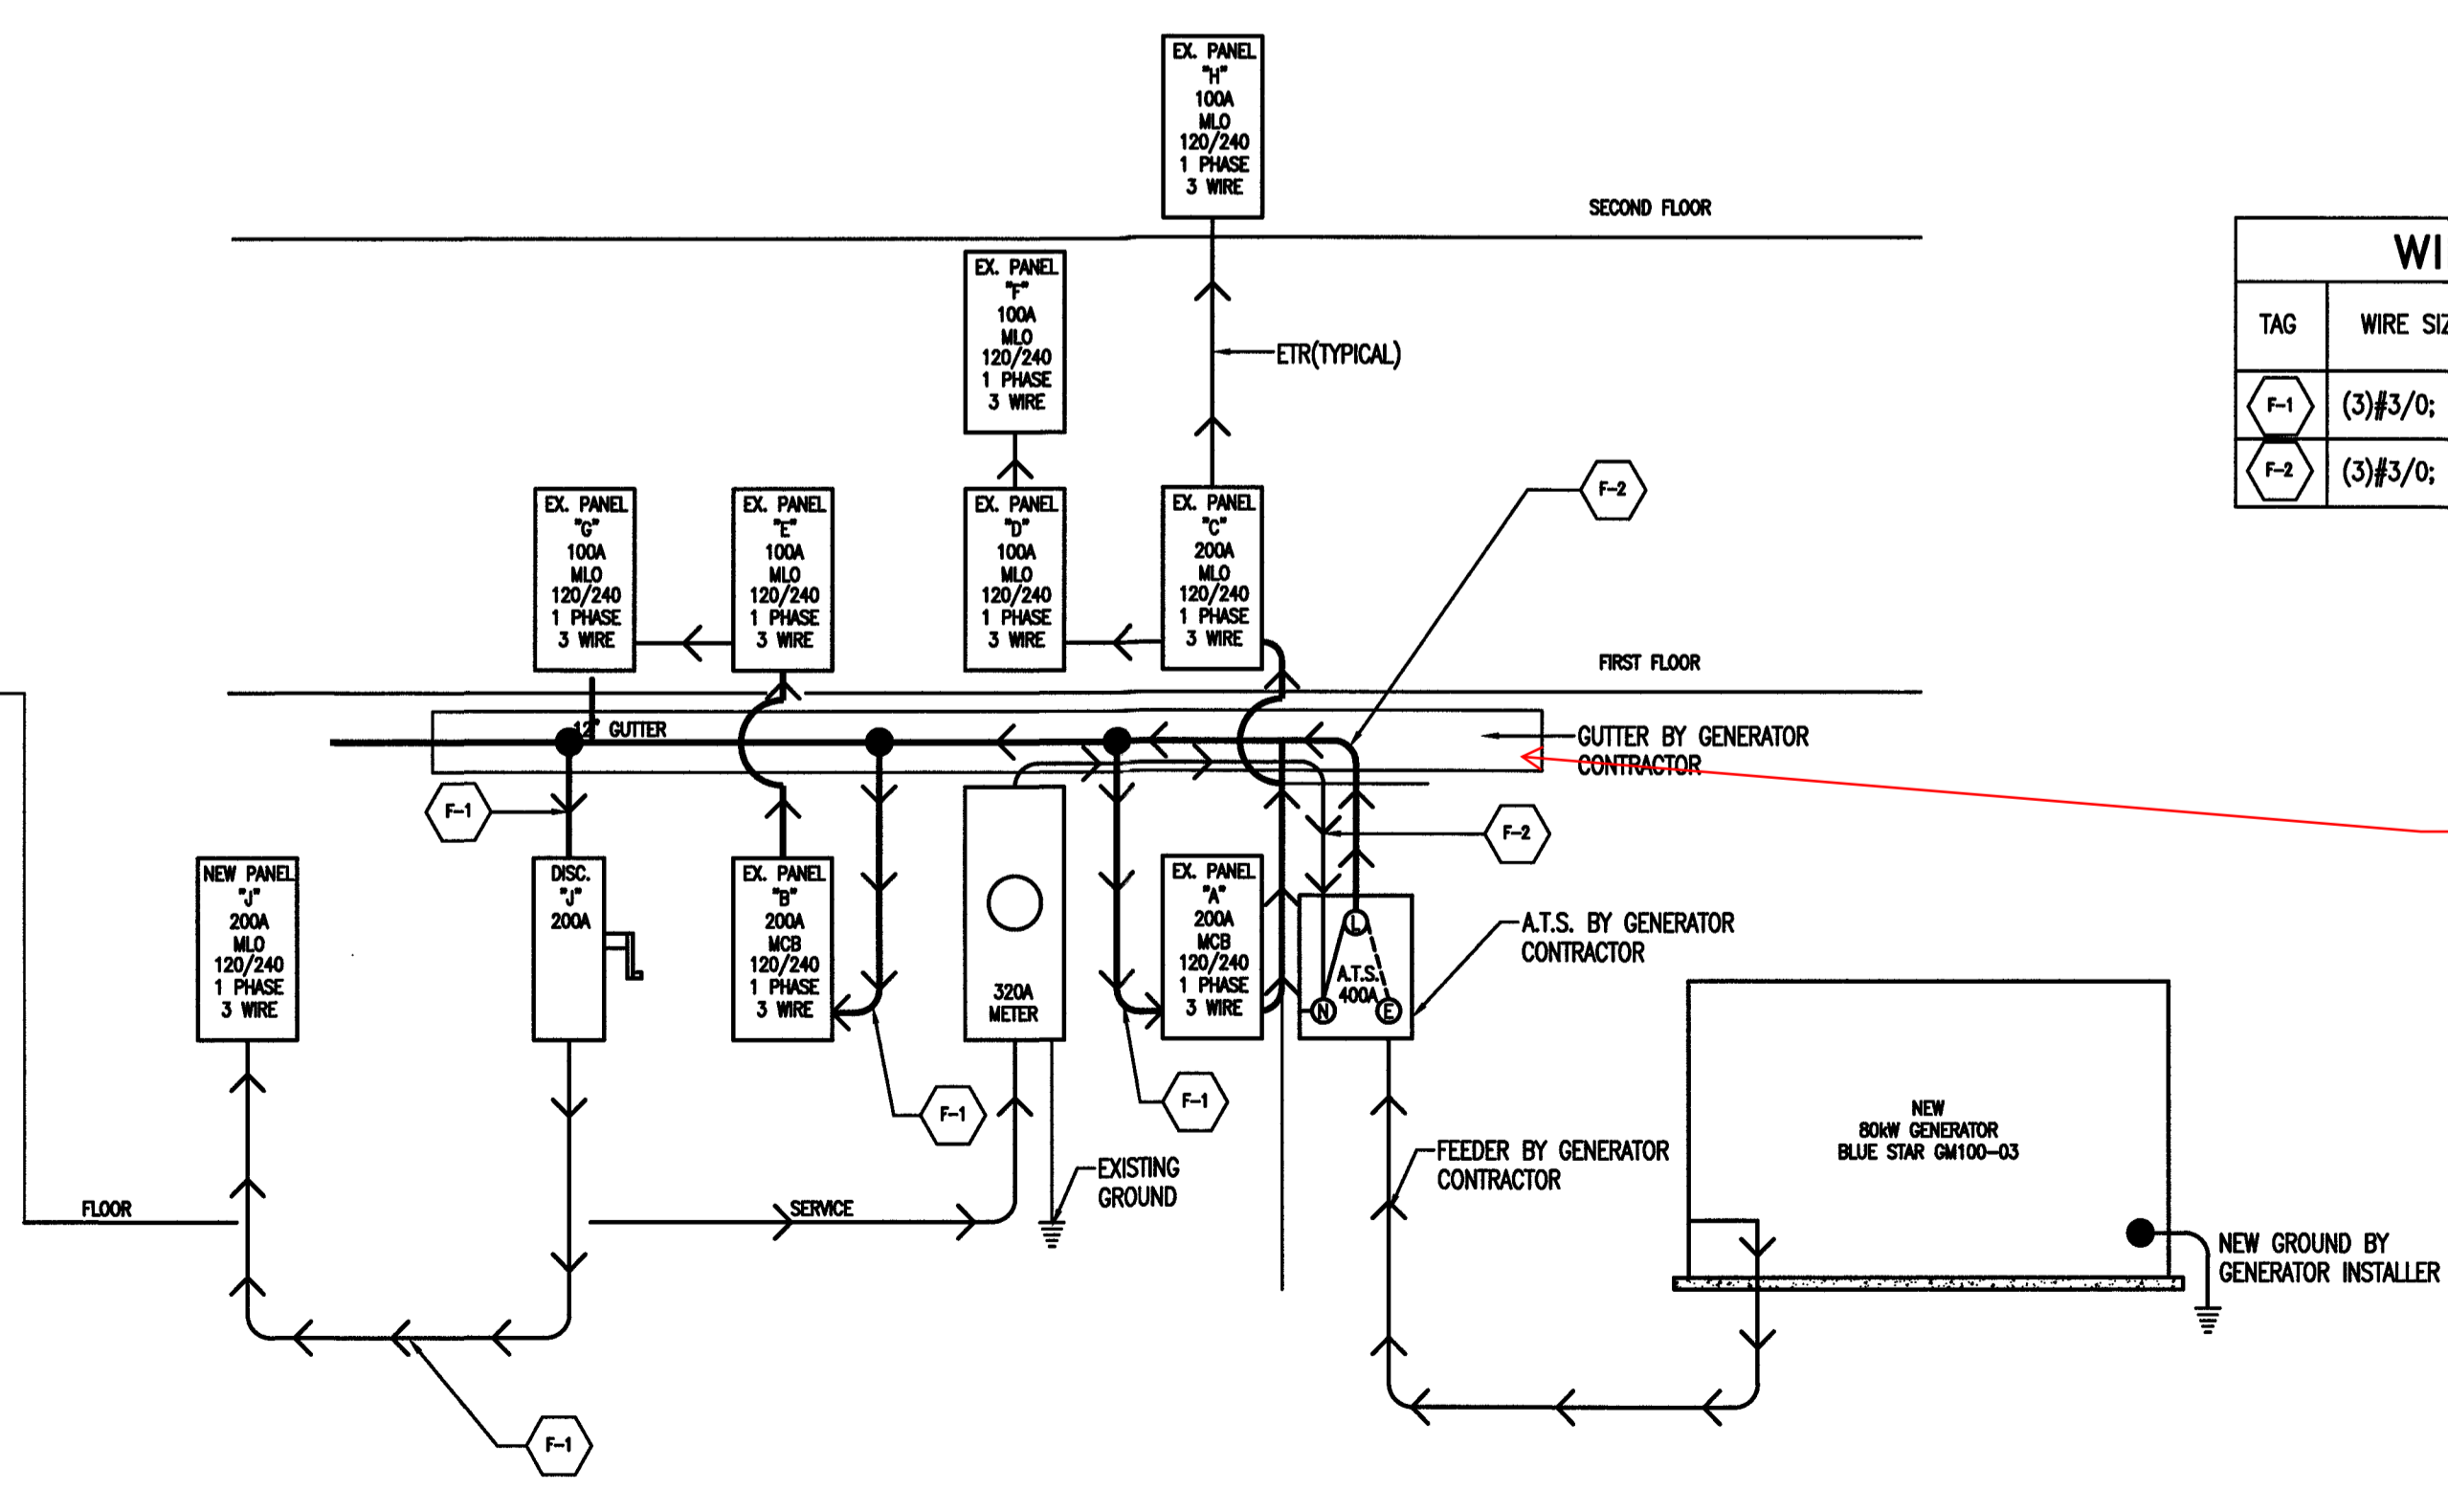 EX. PANEL
"H"
100A
MLO
120/240
1 PHASE
3 WIRE
SECOND FLOOR
EX. PANEL
"F"
100A
MLO
120/240
1 PHASE
3 WIRE
ETR(TYPICAL)
WI
TAG
WIRE SIZ
F-1
(3)#3/0;
F-2
(3)#3/0;
F-2
EX. PANEL
"G"
100A
MLO
120/240
1 PHASE
3 WIRE
EX. PANEL
"E"
100A
MLO
120/240
1 PHASE
3 WIRE
EX. PANEL
"D"
100A
MLO
120/240
1 PHASE
3 WIRE
EX. PANEL
"C"
200A
MLO
120/240
1 PHASE
3 WIRE
FIRST FLOOR
12" GUTTER
GUTTER BY GENERATOR
CONTRACTOR
F-1
F-2
NEW PANEL
"J"
200A
MLO
120/240
1 PHASE
3 WIRE
DISC.
"J"
200A
EX. PANEL
"B"
200A
MCB
120/240
1 PHASE
3 WIRE
320A
METER
EX. PANEL
"A"
200A
MCB
120/240
1 PHASE
3 WIRE
L
A.T.S.
400A
N
E
A.T.S. BY GENERATOR
CONTRACTOR
F-1
F-1
NEW
80kW GENERATOR
BLUE STAR GM100-03
FEEDER BY GENERATOR
CONTRACTOR
EXISTING
GROUND
FLOOR
SERVICE
NEW GROUND BY
GENERATOR INSTALLER
F-1